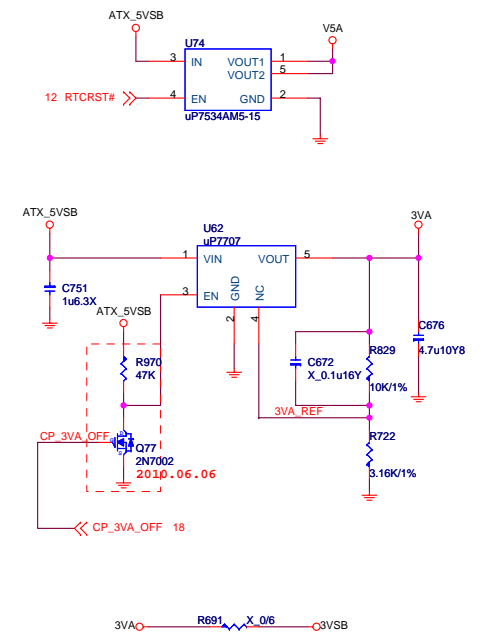 ATX_5VSB
U74
V5A
3 IN VOUT1 1
VOUT2 5
12 RTCRST# 4 EN GND 2
uP7534AM5-15
ATX_5VSB
U62
uP7707
3VA
1 VIN VOUT 5
C751
1u6.3X
3 EN GND NC
2 4
ATX_5VSB
C676
4.7u10Y8
R970
47K
C672
X_0.1u16Y
R829
10K/1%
3VA_REF
CP_3VA_OFF
Q77
2N7002
2010.06.06
R722
3.16K/1%
CP_3VA_OFF 18
3VA R691 X_0/6 3VSB